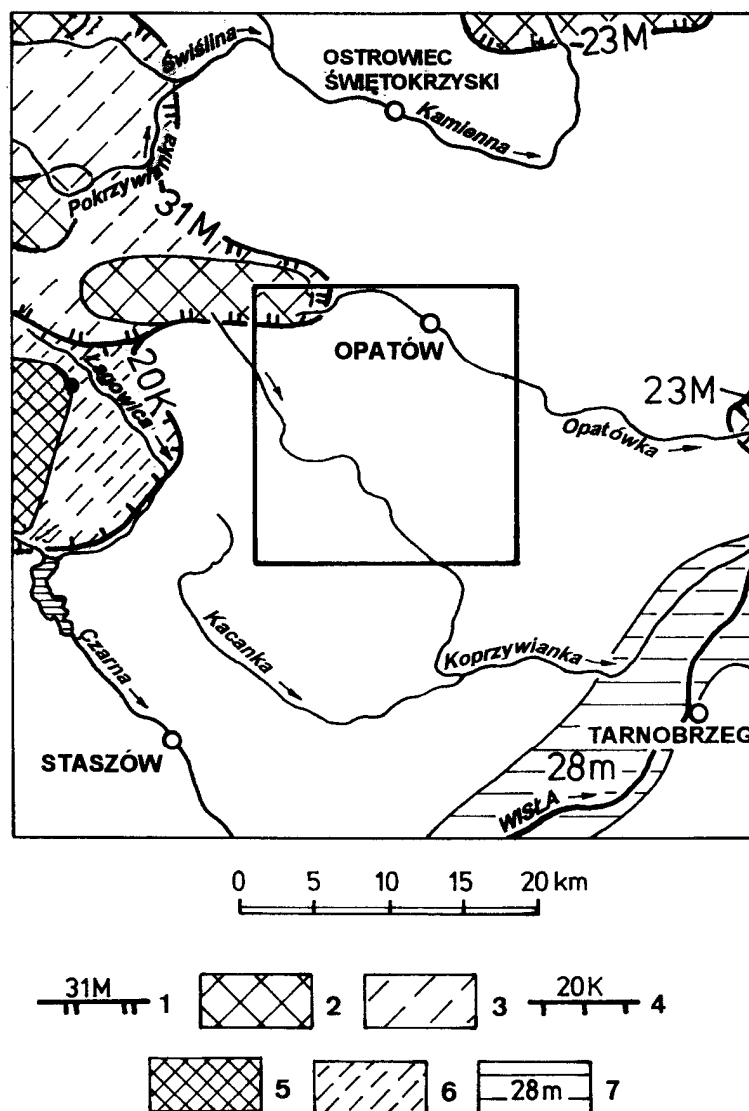 Świślina
OSTROWIEC
ŚWIĘTOKRZYSKI
23M
Kamienna
Pokrzywianka
31M
OPATÓW
20K
Łagowica
23M
Opatówka
Kacanka
Koprzywianka
Czarna
TARNOBRZEG
STASZÓW
28m
WISŁA
0 5 10 15 20 km
31M 1 2 3 20K 4
5 6 28m 7